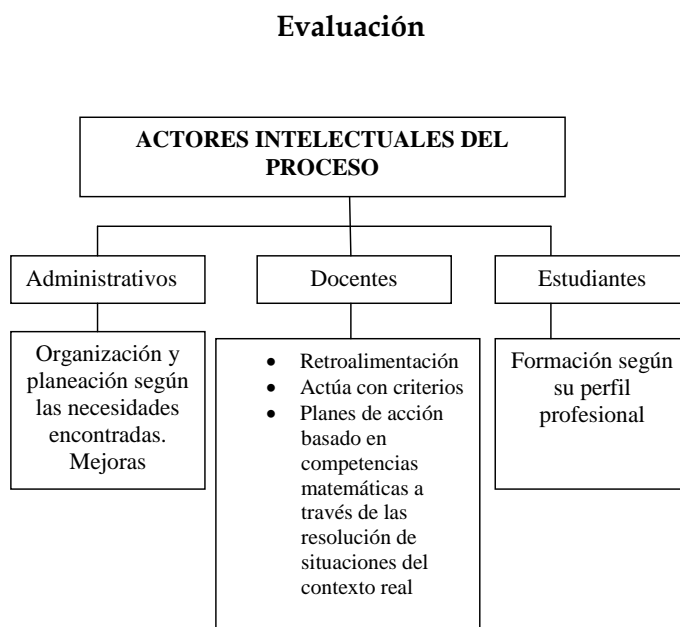 Evaluación
ACTORES INTELECTUALES DEL
PROCESO
Administrativos
Docentes
Estudiantes
Organización y
planeación según
las necesidades
encontradas.
Mejoras
• Retroalimentación
• Actúa con criterios
• Planes de acción
basado en
competencias
matemáticas a
través de las
resolución de
situaciones del
contexto real
Formación según
su perfil
profesional